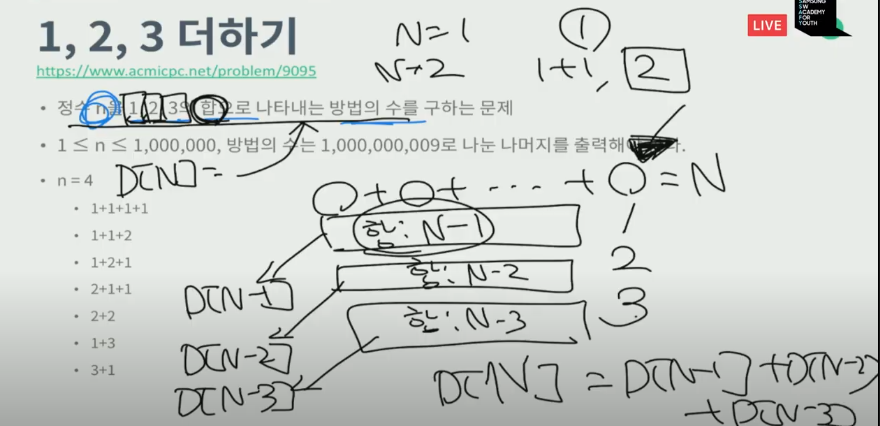 1, 2, 3 더하기
https://www.acmicpc.net/problem/9095
LIVE
SAMSUNG
SW
ACADEMY
FOR
YOUTH
N=1 ①
N=2 1+1, 2
• 정수 n을 1, 2, 3의 합으로 나타내는 방법의 수를 구하는 문제
• 1 ≤ n ≤ 1,000,000, 방법의 수는 1,000,000,009로 나눈 나머지를 출력해야 한다.
• n = 4
D[N] =
○+○+ ... +○=N
• 1+1+1+1
• 1+1+2
• 1+2+1
• 2+1+1
• 2+2
• 1+3
• 3+1
합: N-1 1
합: N-2 2
합: N-3 3
D[N-1]
D[N-2]
D[N-3]
D[N] = D[N-1] + D[N-2]
+ D[N-3]